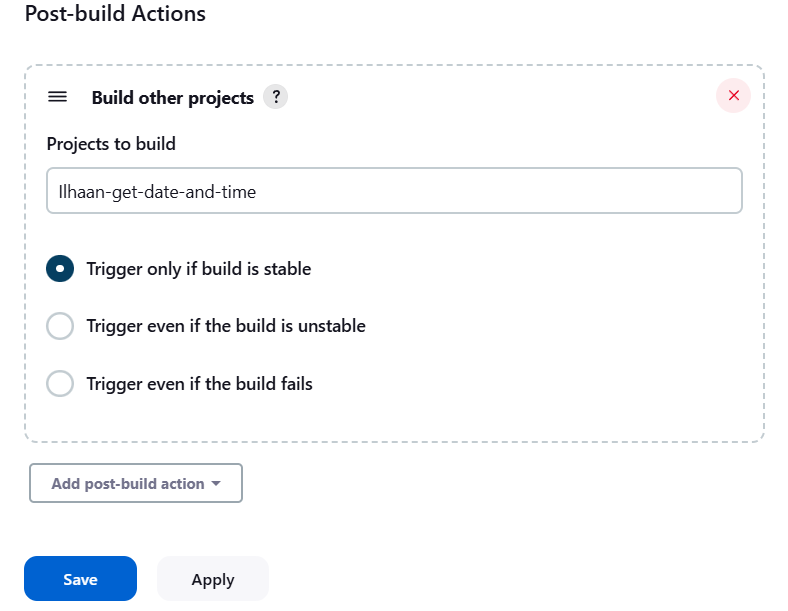 Post-build Actions
Build other projects ?
Projects to build
Ilhaan-get-date-and-time
Trigger only if build is stable
Trigger even if the build is unstable
Trigger even if the build fails
Add post-build action
Save Apply